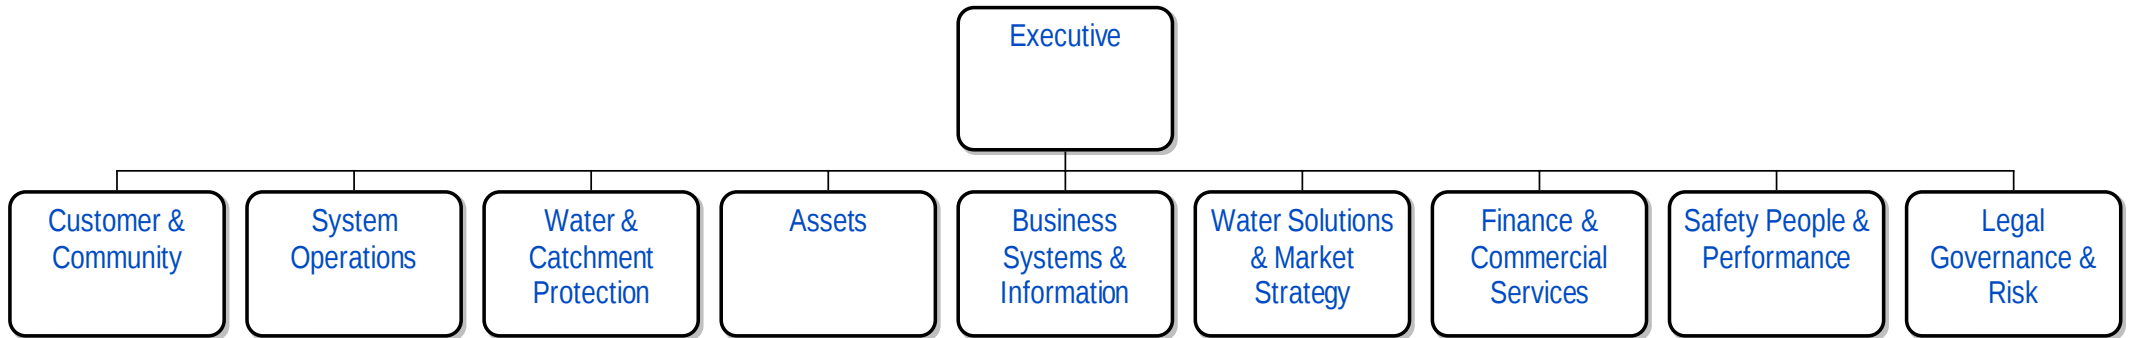 Executive
Customer &
Community
System
Operations
Water &
Catchment
Protection
Assets
Business
Systems &
Information
Water Solutions
& Market
Strategy
Finance &
Commercial
Services
Safety People &
Performance
Legal
Governance &
Risk